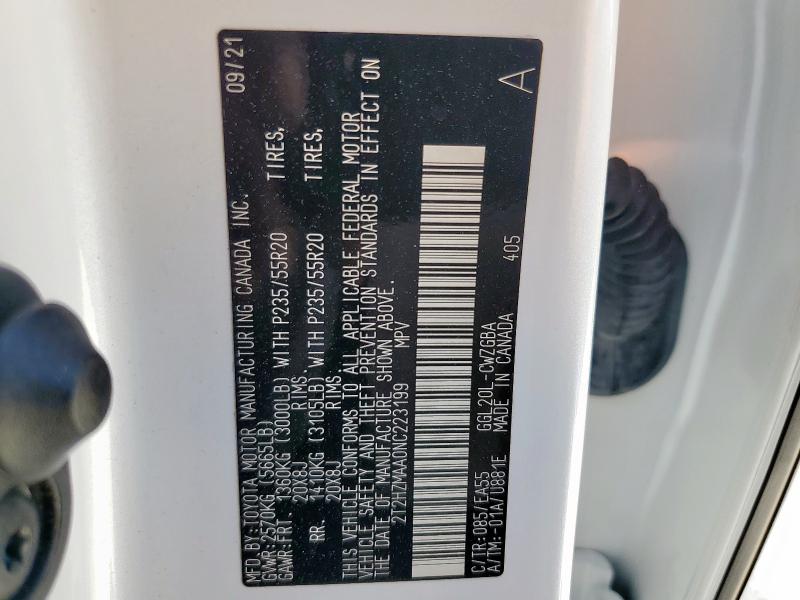 MFD.BY:TOYOTA MOTOR MANUFACTURING CANADA INC. 09/21
GVWR:2570KG (5665LB)
GAWR:FRT. 1360KG (3000LB) WITH P235/55R20 TIRES,
20X8J RIMS,
RR. 1410KG (3105LB) WITH P235/55R20 TIRES,
20X8J RIMS.
THIS VEHICLE CONFORMS TO ALL APPLICABLE FEDERAL MOTOR
VEHICLE SAFETY AND THEFT PREVENTION STANDARDS IN EFFECT ON
THE DATE OF MANUFACTURE SHOWN ABOVE.
2T2HZMAA0NC223199 MPV
C/TR:085/EA55 GGL20L-CWZGBA
A/TM:-01A/U881E MADE IN CANADA 405
A